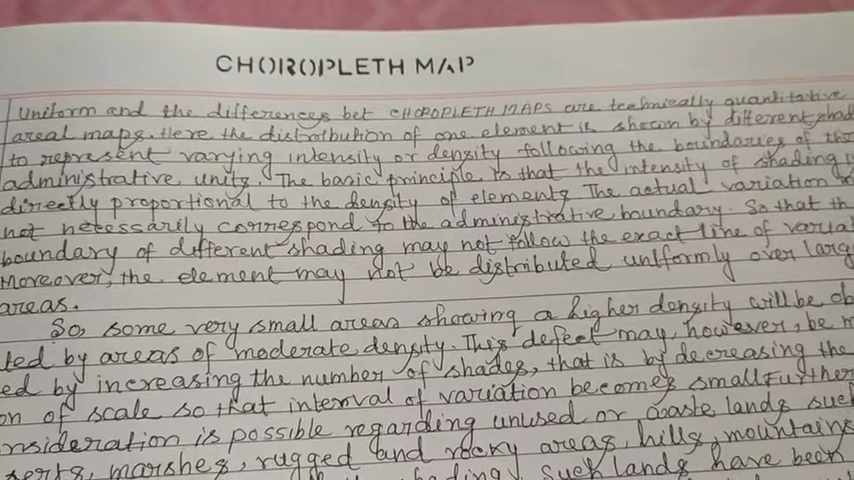 CHOROPLETH MAP
Uniform and the differences bet CHOROPLETH MAPS are technically quantitative
areal maps. Here the distribution of one element is shown by different shad
to represent varying intensity or density following the boundaries of the
administrative units. The basic principle is that the intensity of shading
directly proportional to the density of elements The actual variation
not netessarily correspond to the administrative boundary. So that th
boundary of different shading may not follow the exact line of variat
Moreover, the element may not be distributed uniformly over larg
areas.
So, some very small areas showing a higher density will be ob
ted by areas of moderate density. This defect may, however, be m
ed by increasing the number of shades, that is by decreasing the
on of scale so that interval of variation becomes small Further
nsideration is possible regarding unused or waste lands such
serts, marshes, rugged and rocky areas, hills, mountains
such lands have been